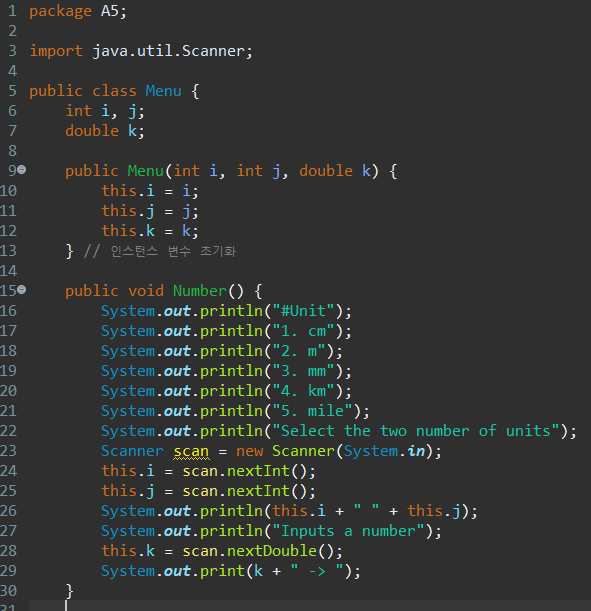 1 package A5;
2
3 import java.util.Scanner;
4
5 public class Menu {
6     int i, j;
7     double k;
8
9     public Menu(int i, int j, double k) {
10         this.i = i;
11         this.j = j;
12         this.k = k;
13     } // 인스턴스 변수 초기화
14
15     public void Number() {
16         System.out.println("#Unit");
17         System.out.println("1. cm");
18         System.out.println("2. m");
19         System.out.println("3. mm");
20         System.out.println("4. km");
21         System.out.println("5. mile");
22         System.out.println("Select the two number of units");
23         Scanner scan = new Scanner(System.in);
24         this.i = scan.nextInt();
25         this.j = scan.nextInt();
26         System.out.println(this.i + " " + this.j);
27         System.out.println("Inputs a number");
28         this.k = scan.nextDouble();
29         System.out.print(k + " -> ");
30     }
31